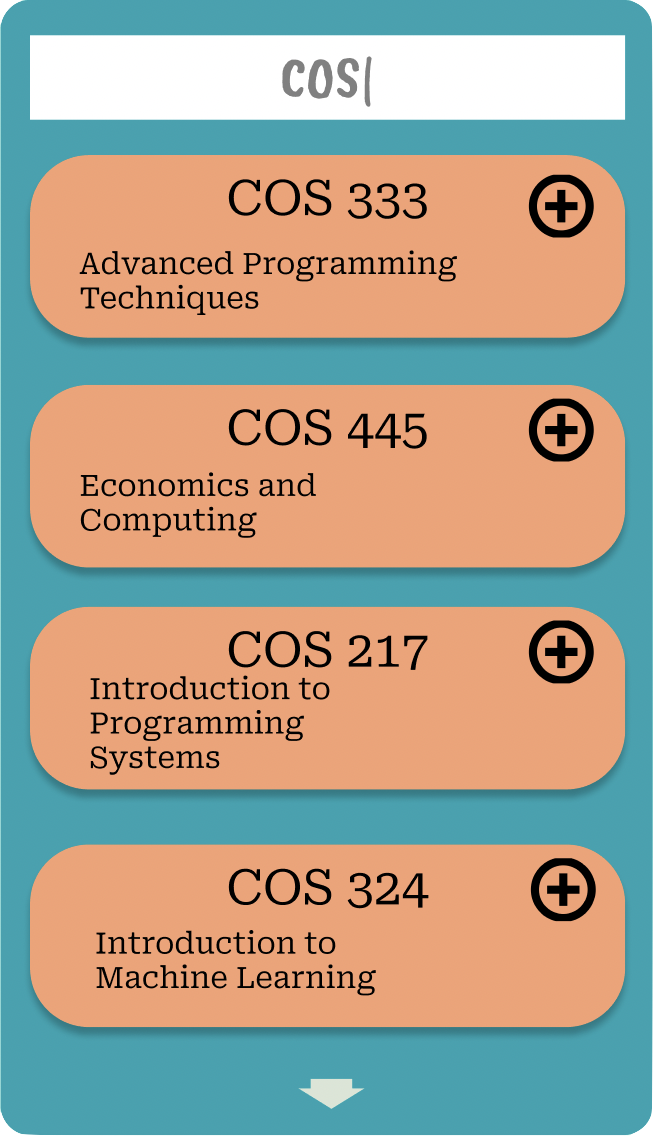 COS|
COS 333
Advanced Programming
Techniques
COS 445
Economics and
Computing
COS 217
Introduction to
Programming
Systems
COS 324
Introduction to
Machine Learning